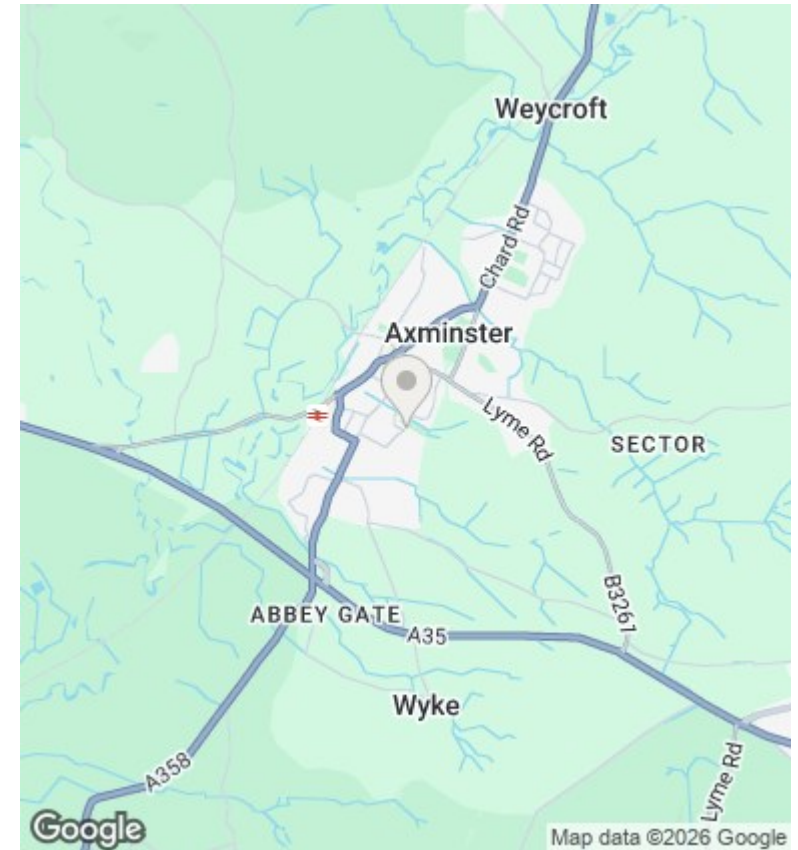 Weycroft
Chard Rd
Axminster
Lyme Rd
SECTOR
B3261
ABBEY GATE
A35
Wyke
A358
Lyme Rd
Google
Map data ©2026 Google